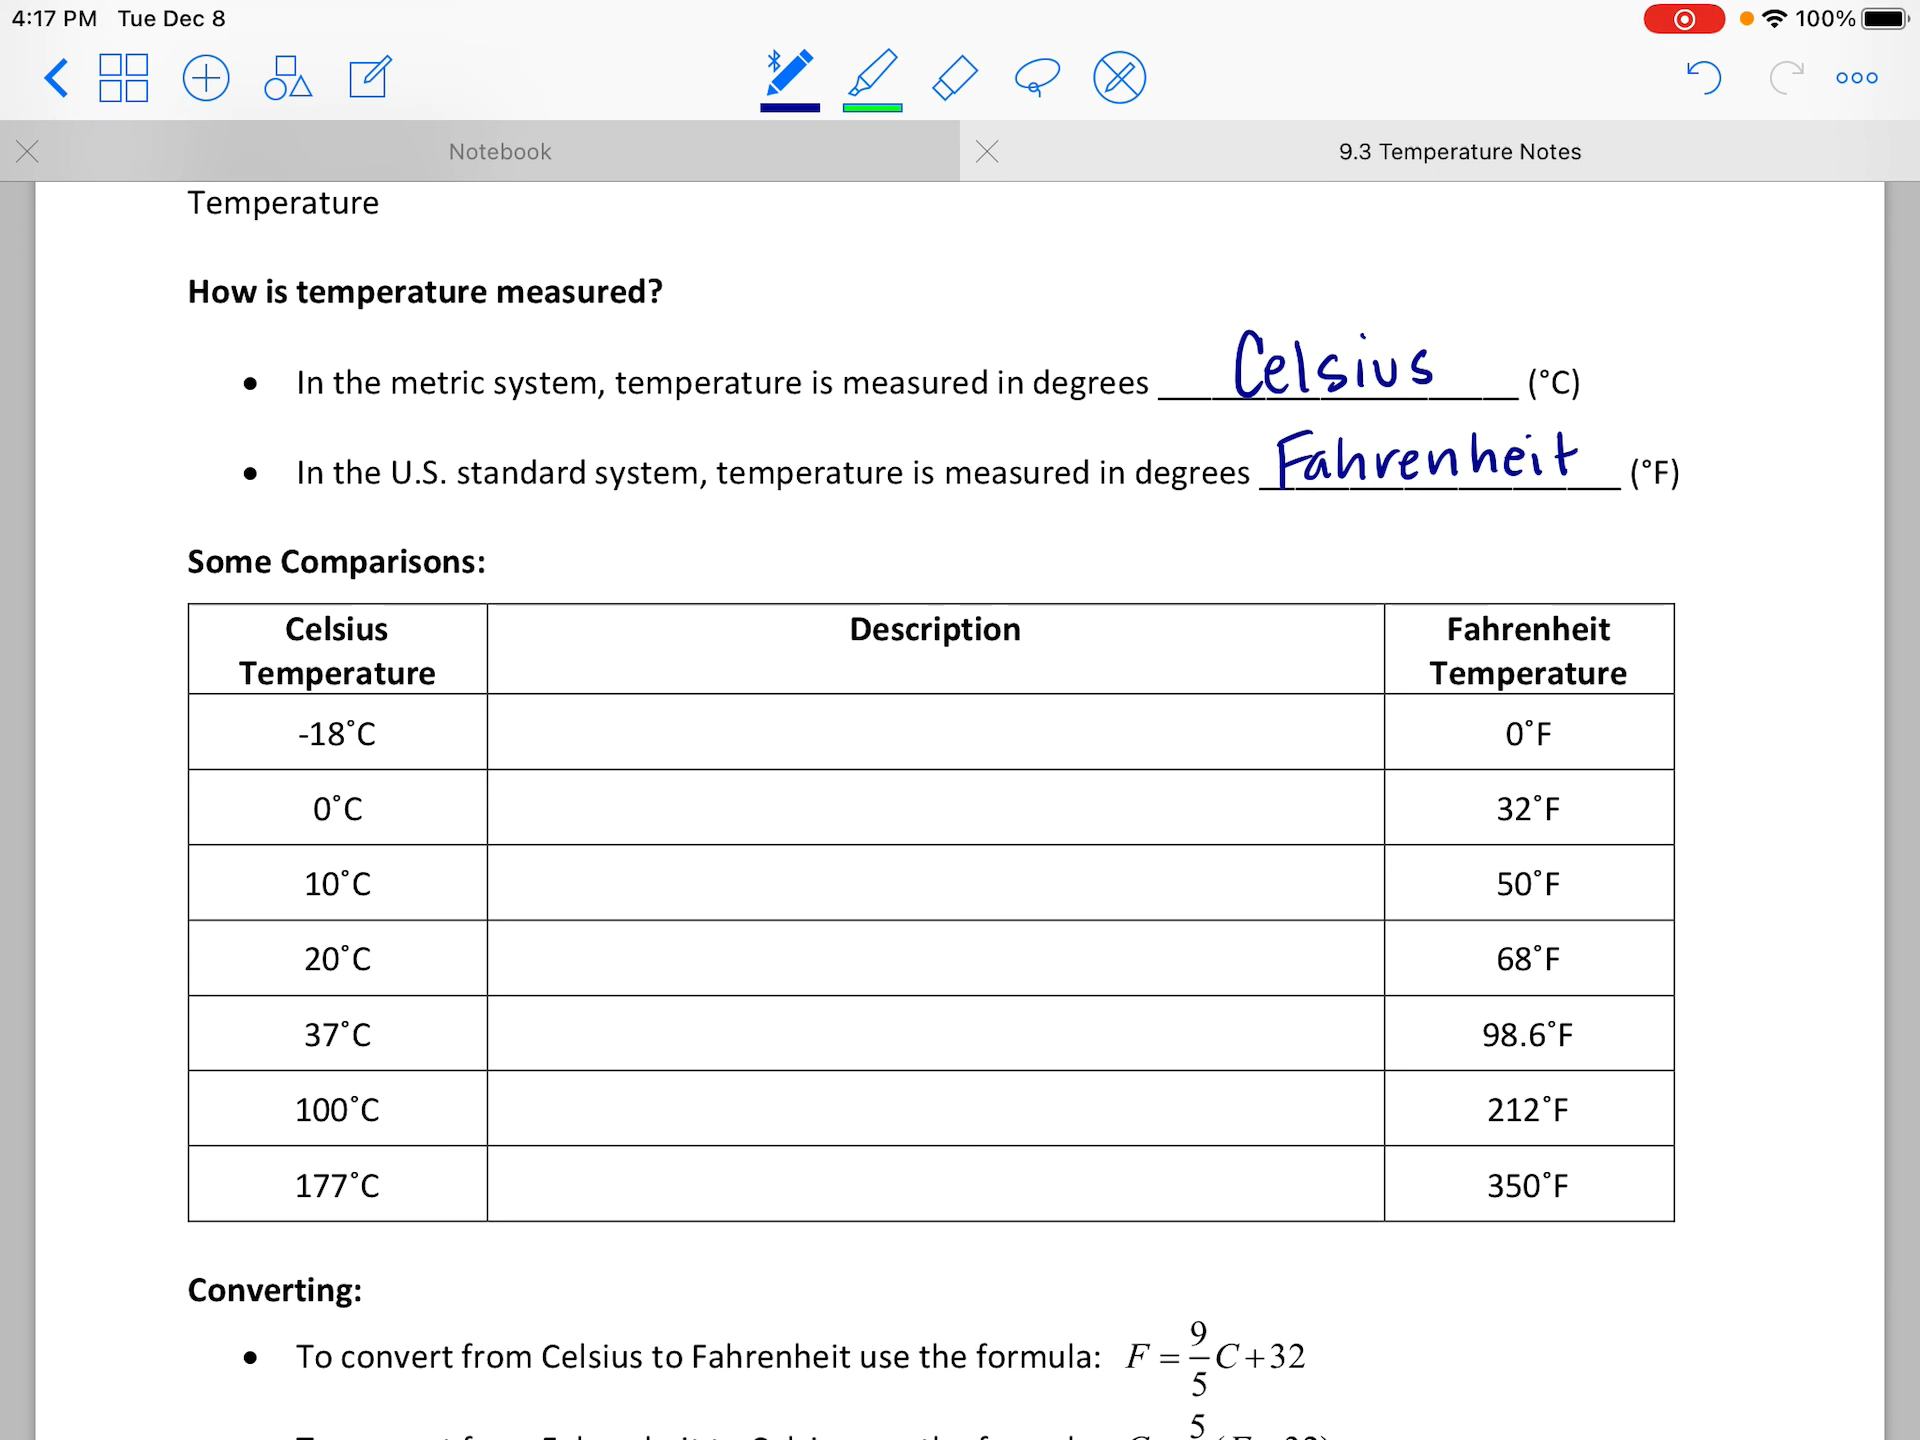 4:17 PM Tue Dec 8 100%
Notebook 9.3 Temperature Notes
Temperature
How is temperature measured?
• In the metric system, temperature is measured in degrees Celsius (°C)
• In the U.S. standard system, temperature is measured in degrees Fahrenheit (°F)
Some Comparisons:
Celsius Temperature Description Fahrenheit Temperature
-18°C 0°F
0°C 32°F
10°C 50°F
20°C 68°F
37°C 98.6°F
100°C 212°F
177°C 350°F
Converting:
• To convert from Celsius to Fahrenheit use the formula: F = 9/5 C + 32